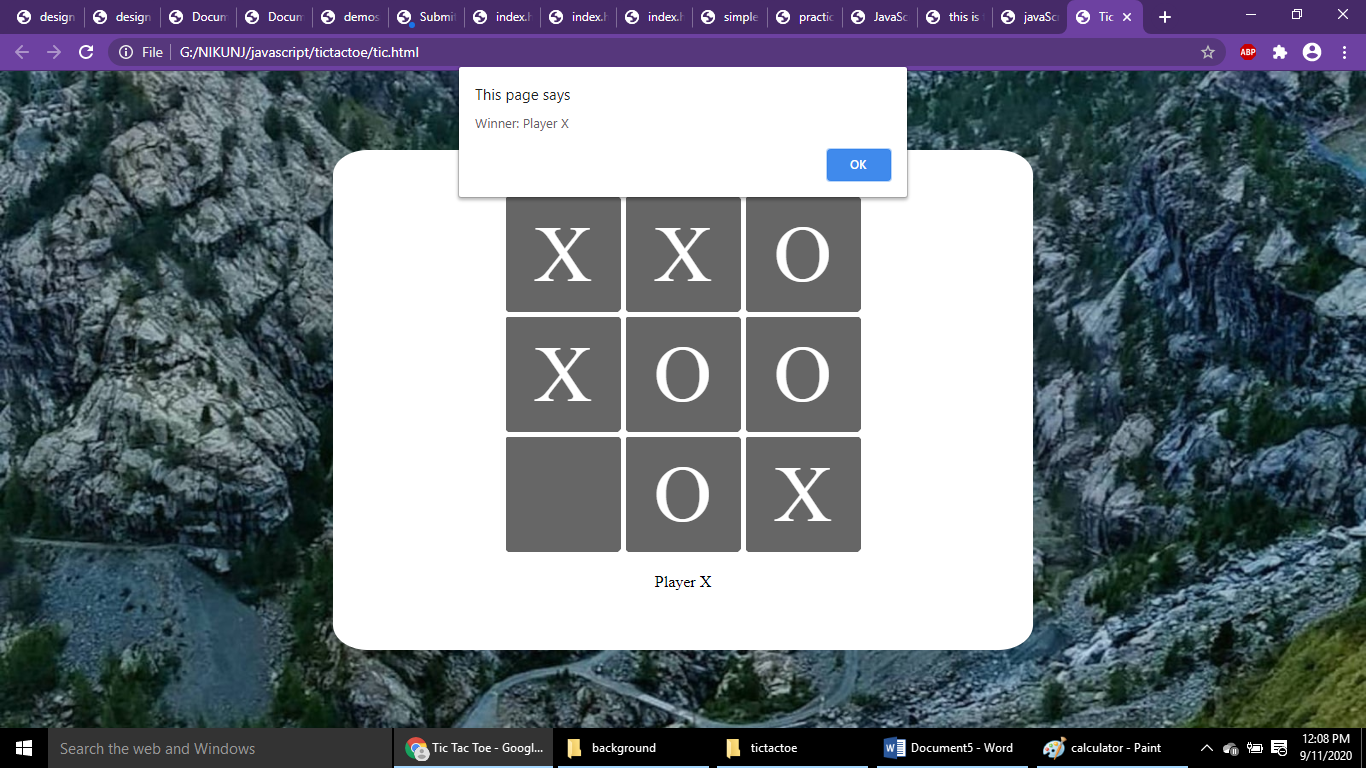 design
design
Docum
Docum
demos
Submit
index.h
index.h
index.h
simple
practic
JavaSc
this is
javaSc
Tic
File
G:/NIKUNJ/javascript/tictactoe/tic.html
ABP
This page says
Winner: Player X
OK
X X O
X O O
O X
Player X
Search the web and Windows
Tic Tac Toe - Googl...
background
tictactoe
Document5 - Word
calculator - Paint
12:08 PM
9/11/2020